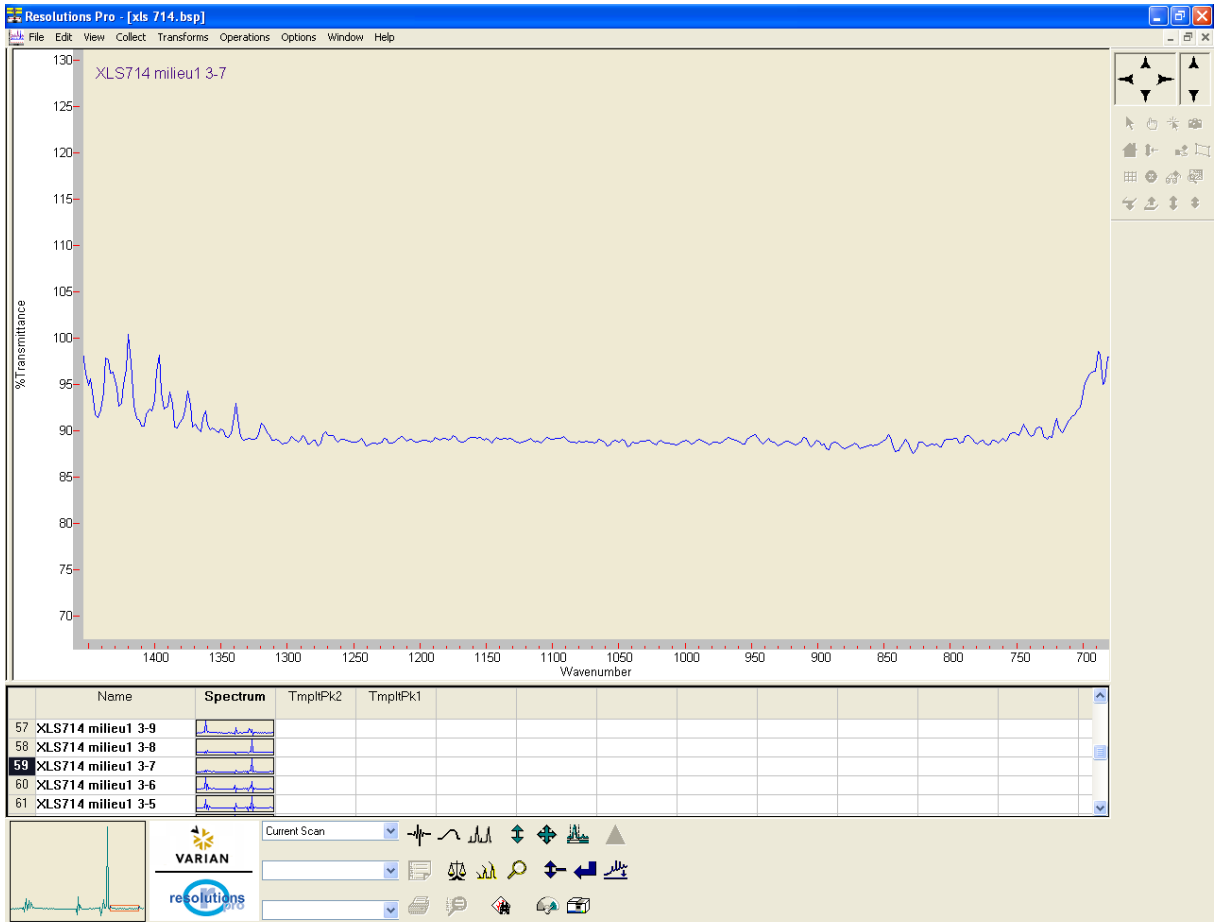 Resolutions Pro - [xls 714.bsp]
File Edit View Collect Transforms Operations Options Window Help
XLS714 milieu1 3-7
130
125
120
115
110
105
100
95
90
85
80
75
70
%Transmittance
1400 1350 1300 1250 1200 1150 1100 1050 1000 950 900 850 800 750 700
Wavenumber
Name Spectrum TmpltPk2 TmpltPk1
57 XLS714 milieu1 3-9
58 XLS714 milieu1 3-8
59 XLS714 milieu1 3-7
60 XLS714 milieu1 3-6
61 XLS714 milieu1 3-5
VARIAN
resolutions
pro
Current Scan